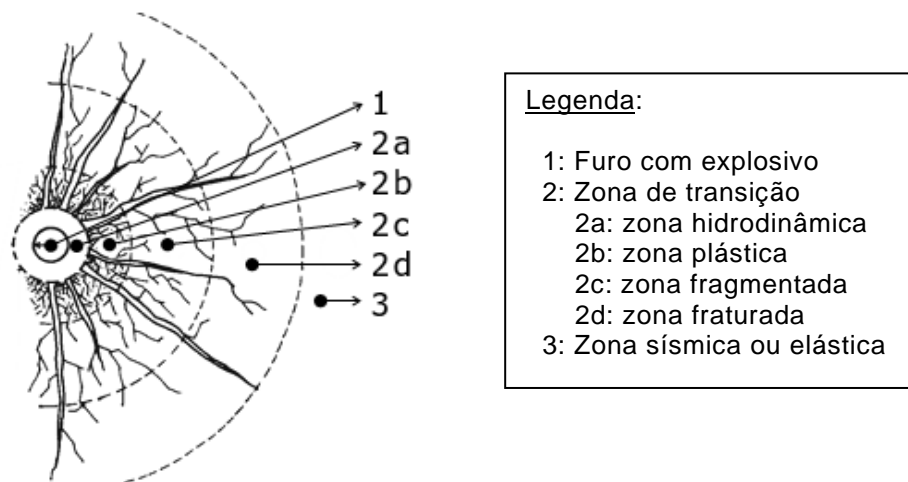 1
2a
2b
2c
2d
3
Legenda:
1: Furo com explosivo
2: Zona de transição
2a: zona hidrodinâmica
2b: zona plástica
2c: zona fragmentada
2d: zona fraturada
3: Zona sísmica ou elástica